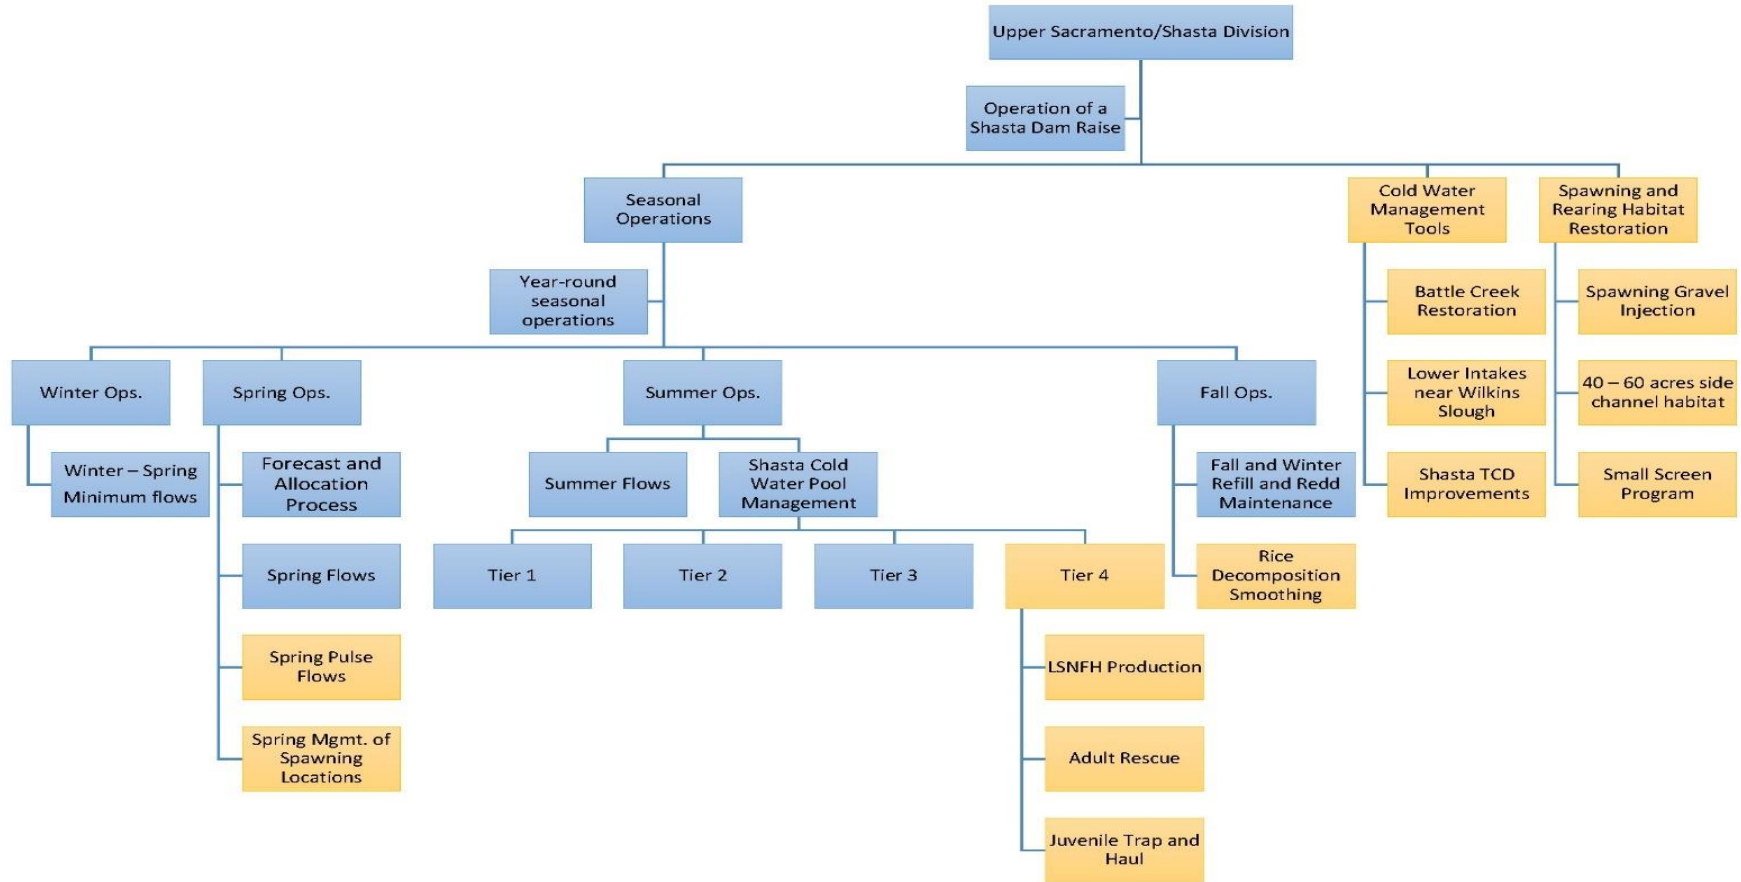 Upper Sacramento/Shasta Division
Operation of a
Shasta Dam Raise
Seasonal
Operations
Cold Water
Management
Tools
Spawning and
Rearing Habitat
Restoration
Year-round
seasonal
operations
Battle Creek
Restoration
Spawning Gravel
Injection
Winter Ops.
Spring Ops.
Summer Ops.
Fall Ops.
Lower Intakes
near Wilkins
Slough
40 – 60 acres side
channel habitat
Winter – Spring
Minimum flows
Forecast and
Allocation
Process
Summer Flows
Shasta Cold
Water Pool
Management
Fall and Winter
Refill and Redd
Maintenance
Shasta TCD
Improvements
Small Screen
Program
Spring Flows
Tier 1
Tier 2
Tier 3
Tier 4
Rice
Decomposition
Smoothing
Spring Pulse
Flows
LSNFH Production
Spring Mgmt. of
Spawning
Locations
Adult Rescue
Juvenile Trap and
Haul